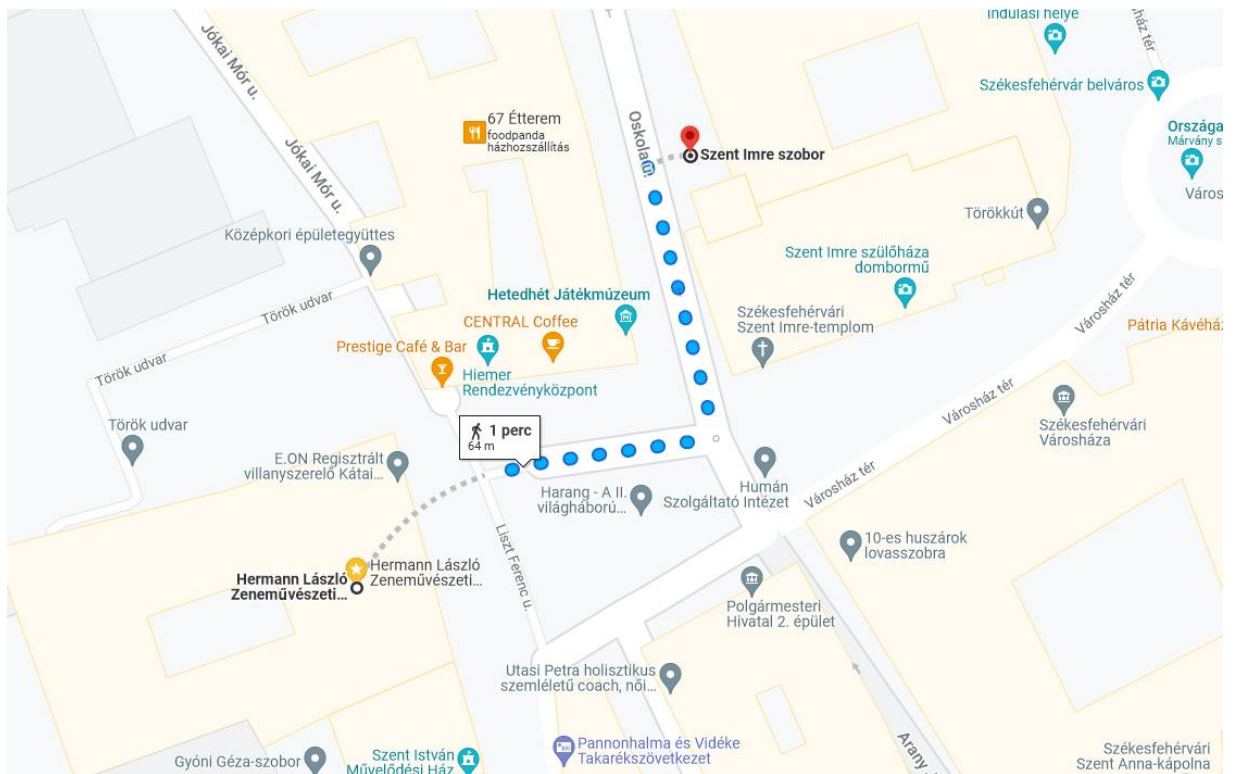 indulási helye
Városház tér
Jókai Mór u.
Székesfehérvár belváros
67 Étterem
foodpanda
házhozszállítás
Oskola u.
Országa
Márvány s
Szent Imre szobor
Jókai Mór u.
Város
Törökkút
Középkori épületegyüttes
Szent Imre szülőháza
dombormű
Török udvar
Hetedhét Játékmúzeum
CENTRAL Coffee
Székesfehérvári
Szent Imre-templom
Városház tér
Pátria Kávéház
Prestige Café & Bar
Hiemer
Rendezvényközpont
Török udvar
Városház tér
Török udvar
1 perc
64 m
Székesfehérvári
Városháza
E.ON Regisztrált
villanyszerelő Kátai...
Harang - A II.
világháború...
Humán
Szolgáltató Intézet
Városház tér
Liszt Ferenc u.
10-es huszárok
lovasszobra
Hermann László
Zeneművészeti...
Hermann László
Zeneművészeti...
Polgármesteri
Hivatal 2. épület
Utasi Petra holisztikus
szemléletű coach, női...
Arany
Gyóni Géza-szobor
Szent István
Művelődési Ház
Pannonhalma és Vidéke
Takarékszövetkezet
Székesfehérvári
Szent Anna-kápolna